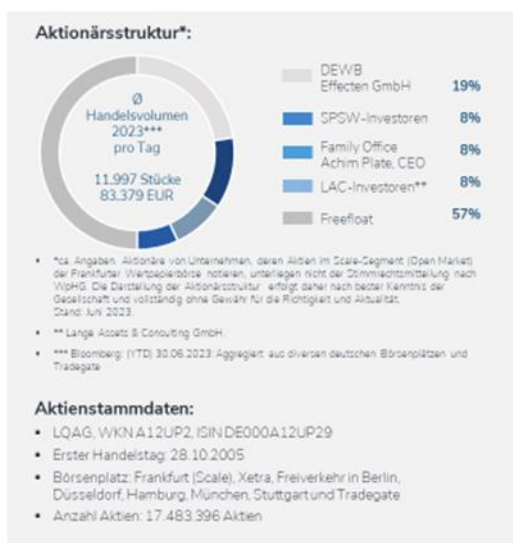 Aktionärsstruktur*:
Ø
Handelsvolumen
2023***
pro Tag
11.997 Stücke
83.379 EUR
DEWB
Effecten GmbH 19%
SPSW-Investoren 8%
Family Office
Achim Plate, CEO 8%
LAC-Investoren** 8%
Freefloat 57%
▪ *ca. Angaben. Aktionäre von Unternehmen, deren Aktien im Scale-Segment (Open Market)
der Frankfurter Wertpapierbörse notieren, unterliegen nicht der Stimmrechtsmitteilung nach
WpHG. Die Darstellung der Aktionärsstruktur erfolgt daher nach bester Kenntnis der
Gesellschaft und vollständig ohne Gewähr für die Richtigkeit und Aktualität.
Stand: Juni 2023.
▪ ** Lange Assets & Consulting GmbH.
▪ *** Bloomberg: (YTD) 30.06.2023: Aggregiert aus diversen deutschen Börsenplätzen und
Tradegate
Aktienstammdaten:
▪ LQAG, WKN A12UP2, ISIN DE000A12UP29
▪ Erster Handelstag: 28.10.2005
▪ Börsenplatz: Frankfurt (Scale), Xetra, Freiverkehr in Berlin,
Düsseldorf, Hamburg, München, Stuttgart und Tradegate
▪ Anzahl Aktien: 17.483.396 Aktien